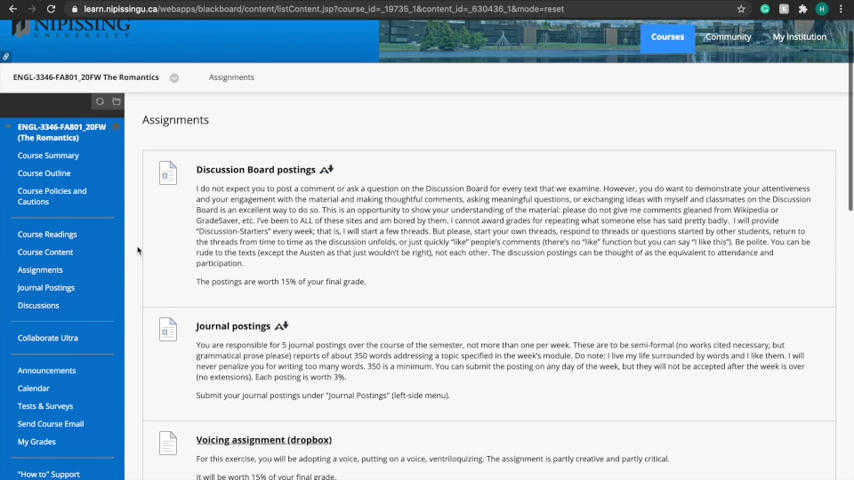 learn.nipissingu.ca/webapps/blackboard/content/listContent.jsp?course_id=_19735_1&content_id=_630436_1&mode=reset
H
NIPISSING
Courses
Community
My Institution
ENGL-3346-FA801_20FW The Romantics
Assignments
ENGL-3346-FA801_20FW
(The Romantics)
Course Summary
Course Outline
Course Policies and
Cautions
Course Readings
Course Content
Assignments
Journal Postings
Discussions
Collaborate Ultra
Announcements
Calendar
Tests & Surveys
Send Course Email
My Grades
"How to" Support
Assignments
Discussion Board postings
I do not expect you to post a comment or ask a question on the Discussion Board for every text that we examine. However, you do want to demonstrate your attentiveness
and your engagement with the material and making thoughtful comments, asking meaningful questions, or exchanging ideas with myself and classmates on the Discussion
Board is an excellent way to do so. This is an opportunity to show your understanding of the material: please do not give me comments gleaned from Wikipedia or
GradeSaver, etc. I've been to ALL of these sites and am bored by them. I cannot award grades for repeating what someone else has said pretty badly. I will provide
"Discussion-Starters" every week; that is, I will start a few threads. But please, start your own threads, respond to threads or questions started by other students, return to
the threads from time to time as the discussion unfolds, or just quickly "like" people's comments (there's no "like" function but you can say "I like this"). Be polite. You can be
rude to the texts (except the Austen as that just wouldn't be right), not each other. The discussion postings can be thought of as the equivalent to attendance and
participation.
The postings are worth 15% of your final grade.
Journal postings
You are responsible for 5 journal postings over the course of the semester, not more than one per week. These are to be semi-formal (no works cited necessary, but
grammatical prose please) reports of about 350 words addressing a topic specified in the week's module. Do note: I live my life surrounded by words and I like them. I will
never penalize you for writing too many words. 350 is a minimum. You can submit the posting on any day of the week, but they will not be accepted after the week is over
(no extensions). Each posting is worth 3%.
Submit your journal postings under "Journal Postings" (left-side menu).
Voicing assignment (dropbox)
For this exercise, you will be adopting a voice, putting on a voice, ventriloquizing. The assignment is partly creative and partly critical.
It will be worth 15% of your final grade.